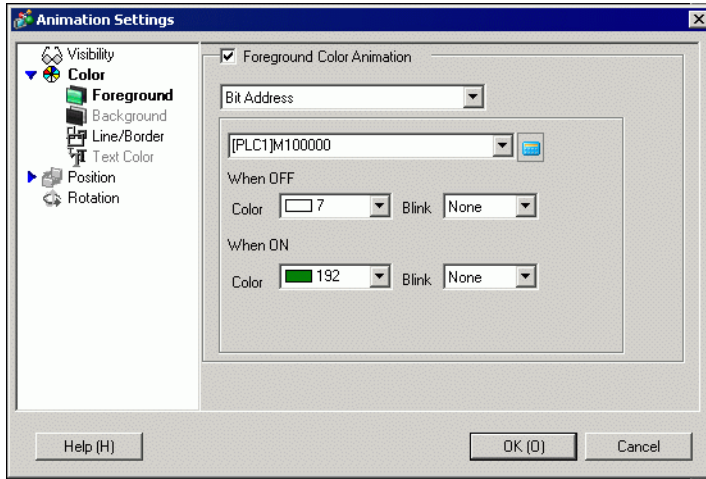 Animation Settings
Visibility
Color
Foreground
Background
Line/Border
Text Color
Position
Rotation
Foreground Color Animation
Bit Address
[PLC1]M100000
When OFF
Color 7 Blink None
When ON
Color 192 Blink None
Help (H) OK (O) Cancel